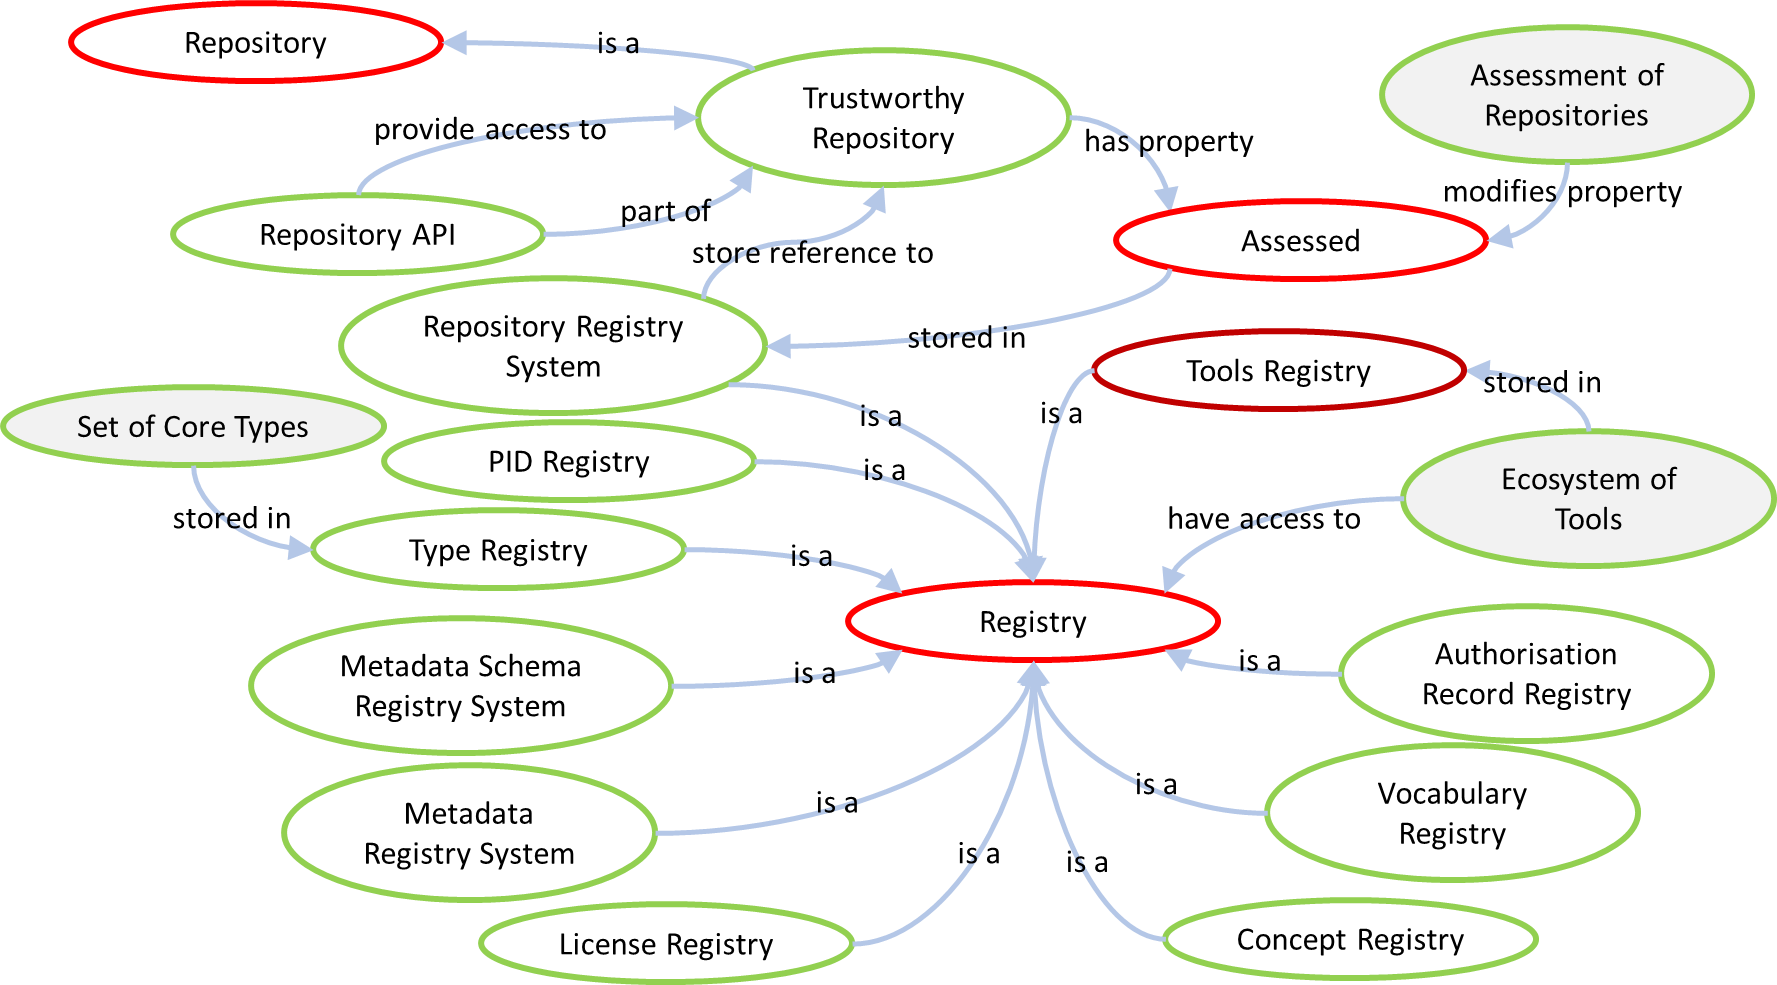 Repository
is a
Trustworthy
Repository
Assessment of
Repositories
provide access to
has property
modifies property
Repository API
part of
store reference to
Assessed
Repository Registry
System
stored in
Tools Registry
stored in
is a
is a
Set of Core Types
PID Registry
is a
Ecosystem of
Tools
stored in
Type Registry
is a
have access to
Registry
Metadata Schema
Registry System
is a
is a
Authorisation
Record Registry
Metadata
Registry System
is a
is a
Vocabulary
Registry
is a
is a
License Registry
Concept Registry